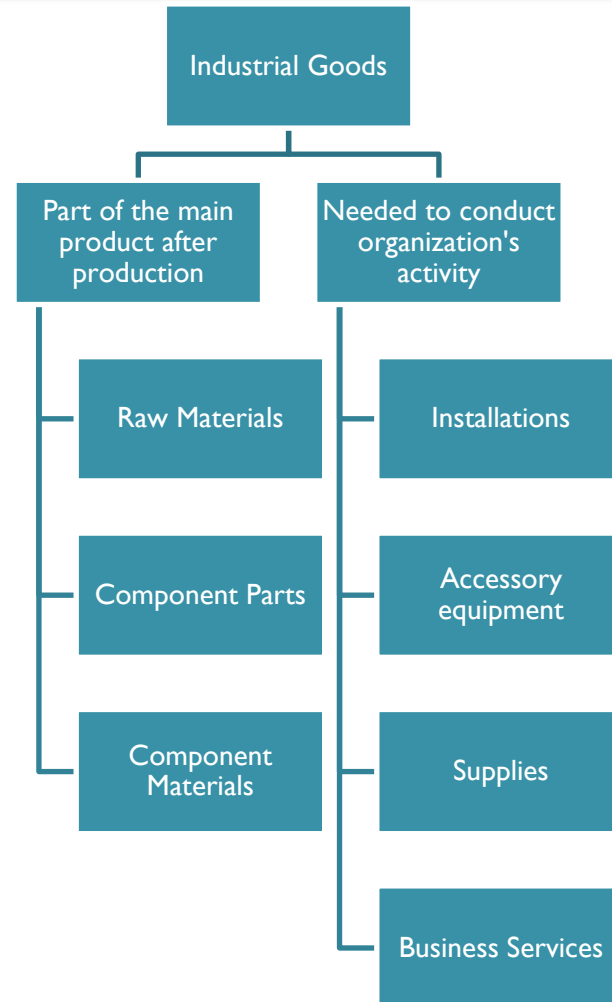 Industrial Goods
Part of the main
product after
production
Raw Materials
Component Parts
Component
Materials
Needed to conduct
organization's
activity
Installations
Accessory
equipment
Supplies
Business Services